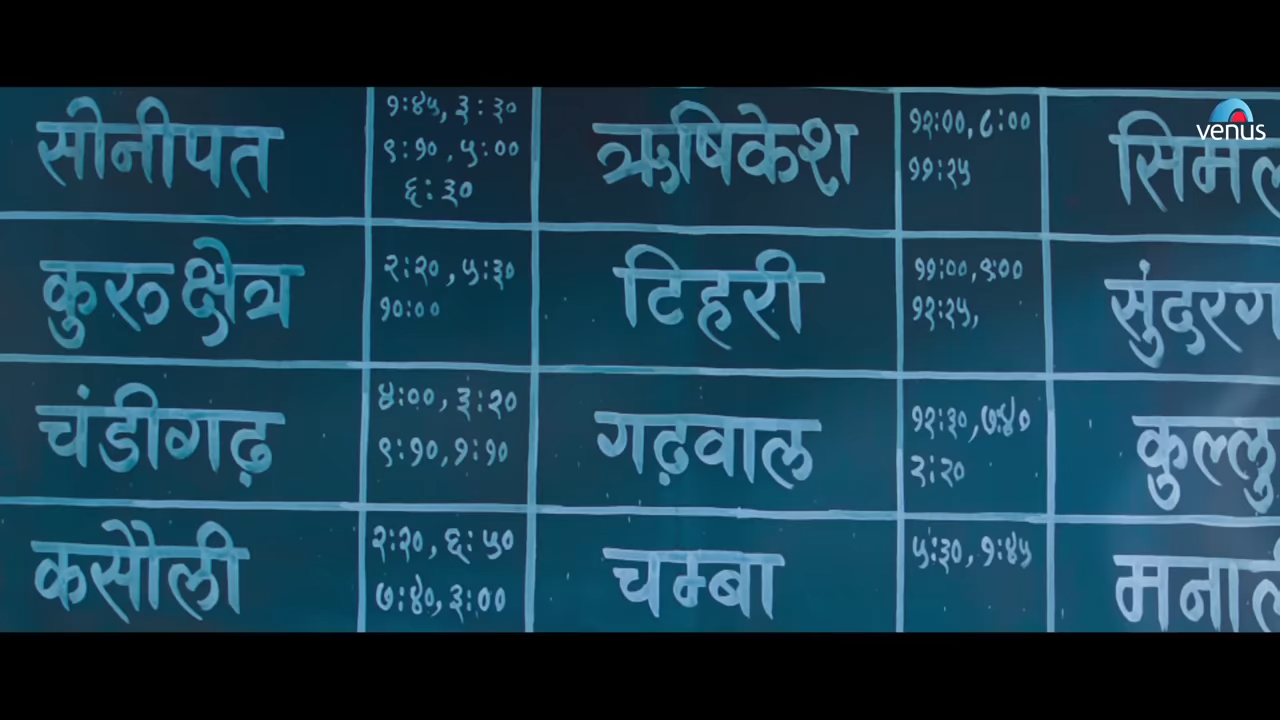 सोनीपत १:४५, ३:३० ऋषिकेश १२:००, ८:००
९:१०, ५:०० ११:२५
६:३०
कुरुक्षेत्र २:२०, ५:३० टिहरी ११:००, ९:००
१०:०० १२:२५,
चंडीगढ़ ४:००, ३:२० गढ़वाल १२:३०, ७:४०
९:१०, १:१० २:२०
कसौली २:२०, ६:५० चम्बा ५:३०, १:४५
७:४०, ३:००
venus